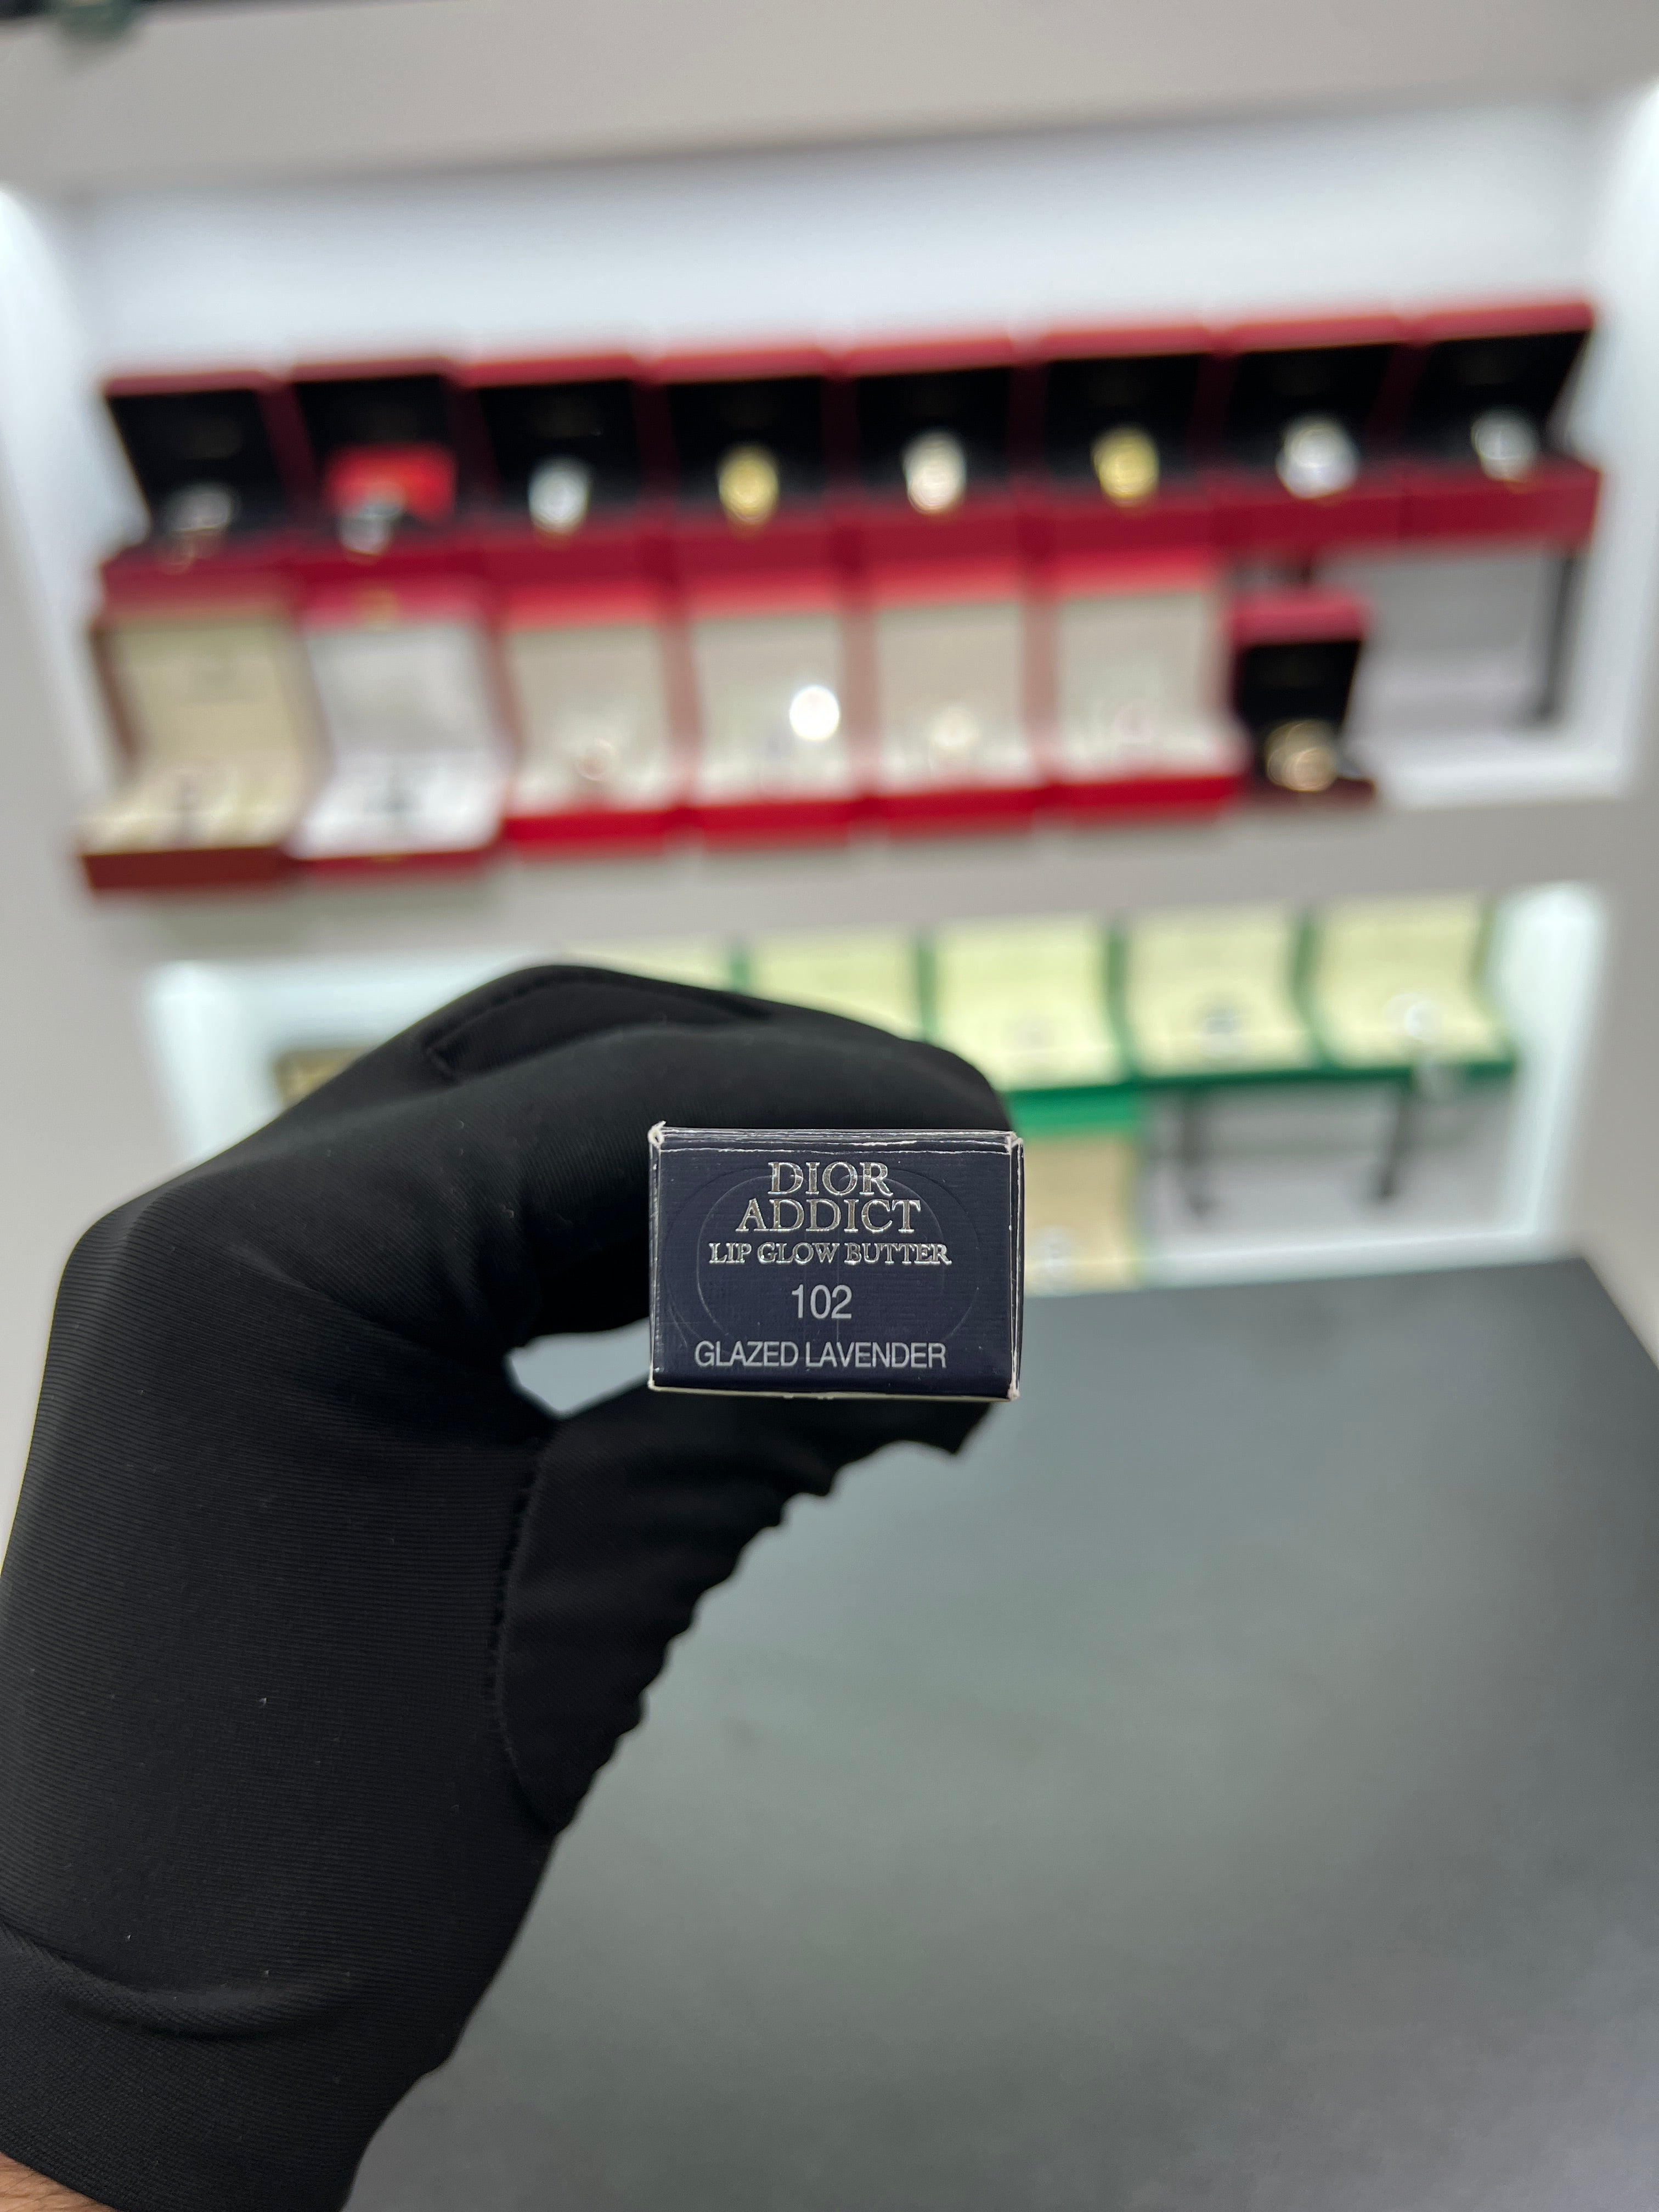 DIOR
ADDICT
LIP GLOW BUTTER
102
GLAZED LAVENDER